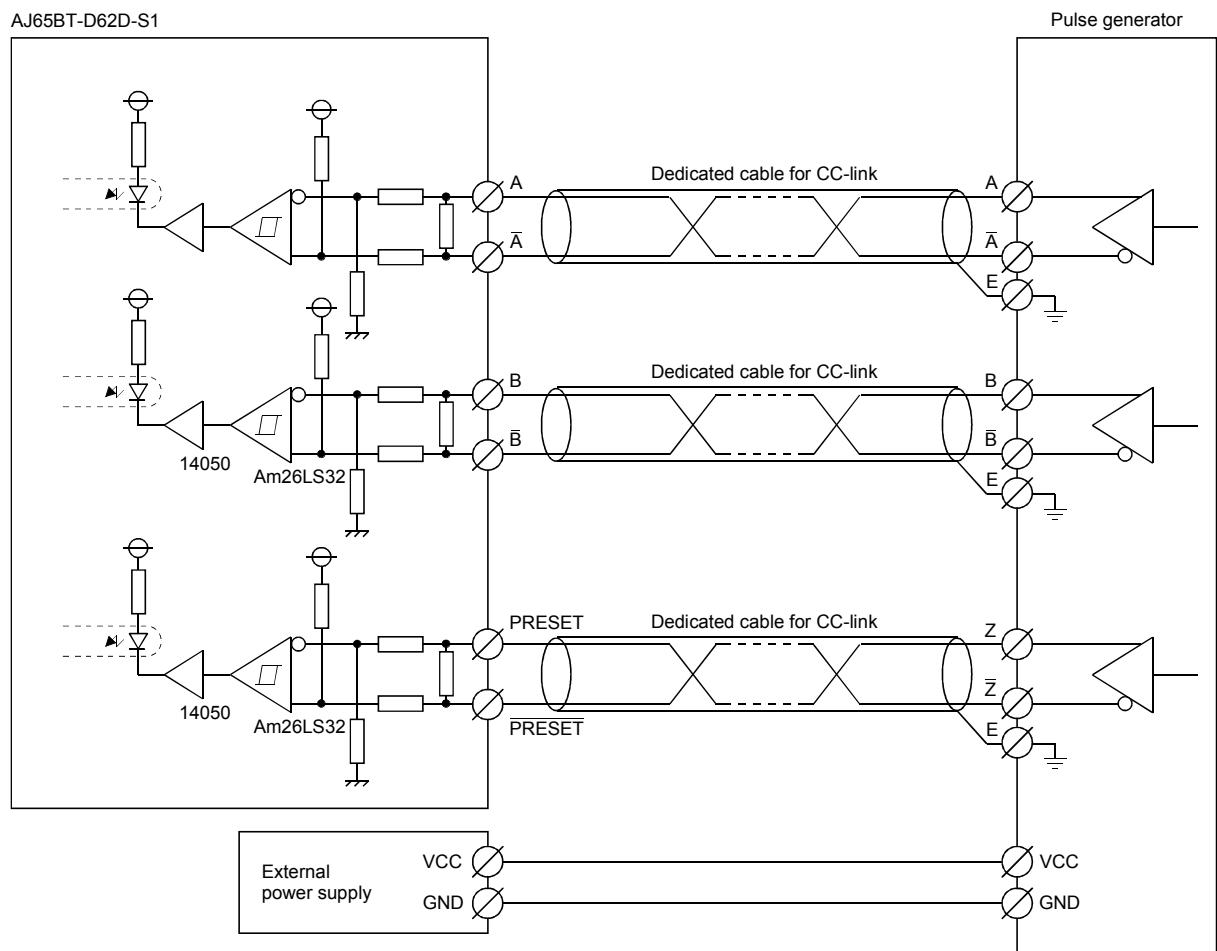 AJ65BT-D62D-S1
Pulse generator
Dedicated cable for CC-link
A
A̅
A
A̅
E
Dedicated cable for CC-link
B
B̅
14050
Am26LS32
B
B̅
E
Dedicated cable for CC-link
PRESET
P̅R̅E̅S̅E̅T̅
14050
Am26LS32
Z
Z̅
E
External
power supply
VCC
GND
VCC
GND